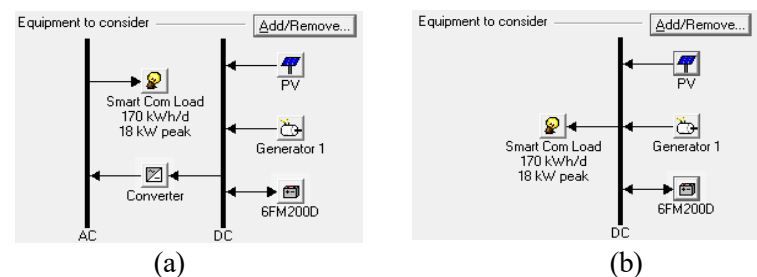 Equipment to consider
Add/Remove...
PV
Smart Com Load
170 kWh/d
18 kW peak
Generator 1
Converter
6FM200D
AC
DC
(a)
Equipment to consider
Add/Remove...
PV
Smart Com Load
170 kWh/d
18 kW peak
Generator 1
6FM200D
DC
(b)